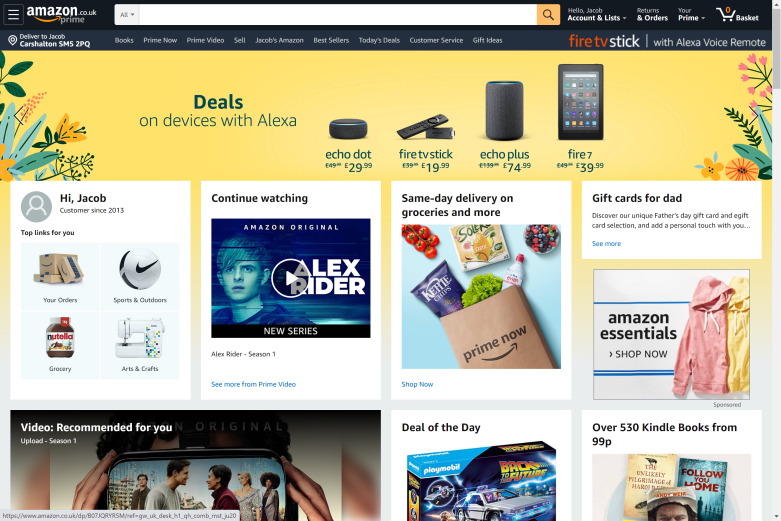 amazon.co.uk
prime
All
Hello, Jacob
Account & Lists
Returns
& Orders
Your
Prime
0
Basket
Deliver to Jacob
Carshalton SM5 2PQ
Books
Prime Now
Prime Video
Sell
Jacob's Amazon
Best Sellers
Today's Deals
Customer Service
Gift Ideas
fire tv stick | with Alexa Voice Remote
Deals
on devices with Alexa
echo dot
£49.99 £29.99
fire tv stick
£39.99 £19.99
echo plus
£139.99 £74.99
fire 7
£49.99 £39.99
Hi, Jacob
Customer since 2013
Top links for you
Your Orders
Sports & Outdoors
nutella
Grocery
Arts & Crafts
Continue watching
AMAZON ORIGINAL
ALEX
RIDER
NEW SERIES
Alex Rider - Season 1
See more from Prime Video
Same-day delivery on
groceries and more
KETTLE
CHIPS
prime now
Shop Now
Gift cards for dad
Discover our unique Father's day gift card and egift
card selection, and add a personal touch with you...
See more
amazon
essentials
› SHOP NOW
Sponsored
Video: Recommended for you
Upload - Season 1
ORIGINAL
Deal of the Day
playmobil
BACK TO
FUTURE
Over 530 Kindle Books from
99p
THE
UNLIKELY
PILGRIMAGE OF
HAROLD
FOLLOW
YOU
HOME
ANDY WEIR
https://www.amazon.co.uk/dp/B07JQRYRSM/ref=gw_uk_desk_h1_qh_comb_mst_ju20